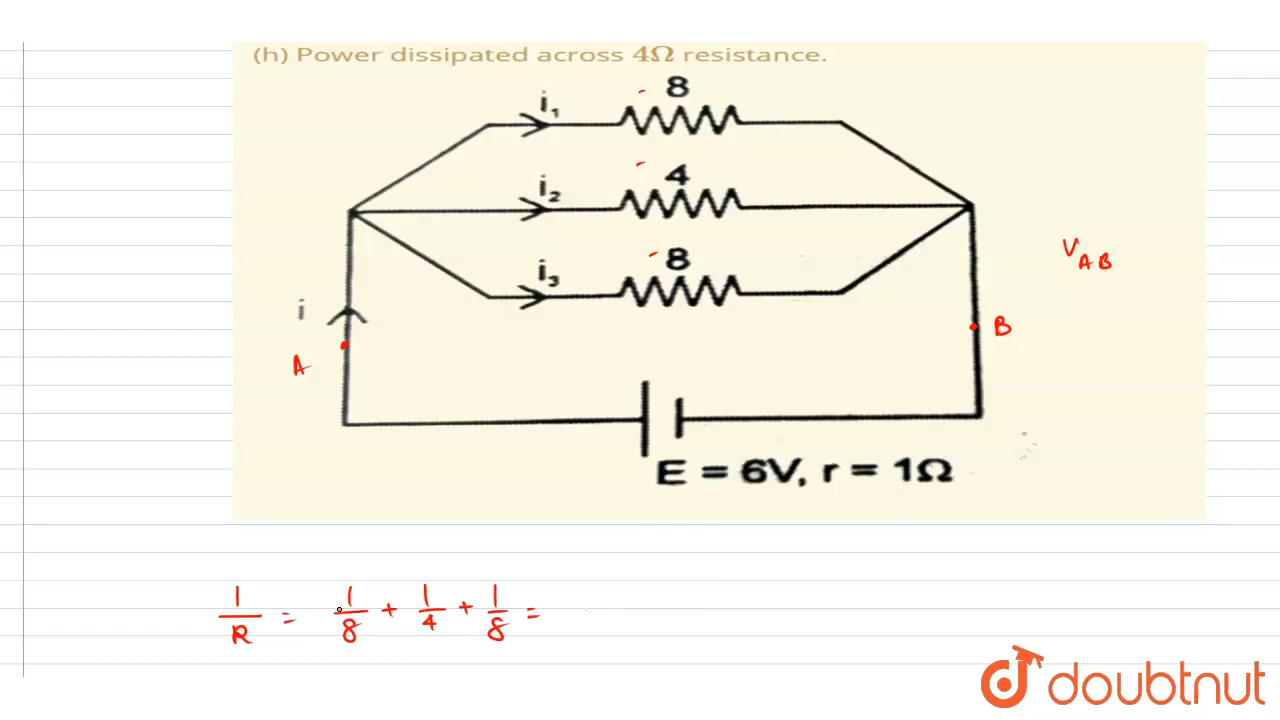 (h) Power dissipated across 4Ω resistance.
8
i₁
4
i₂
V_AB
8
i₃
i
B
A
E = 6V, r = 1Ω
1/R = 1/8 + 1/4 + 1/8 =
doubtnut